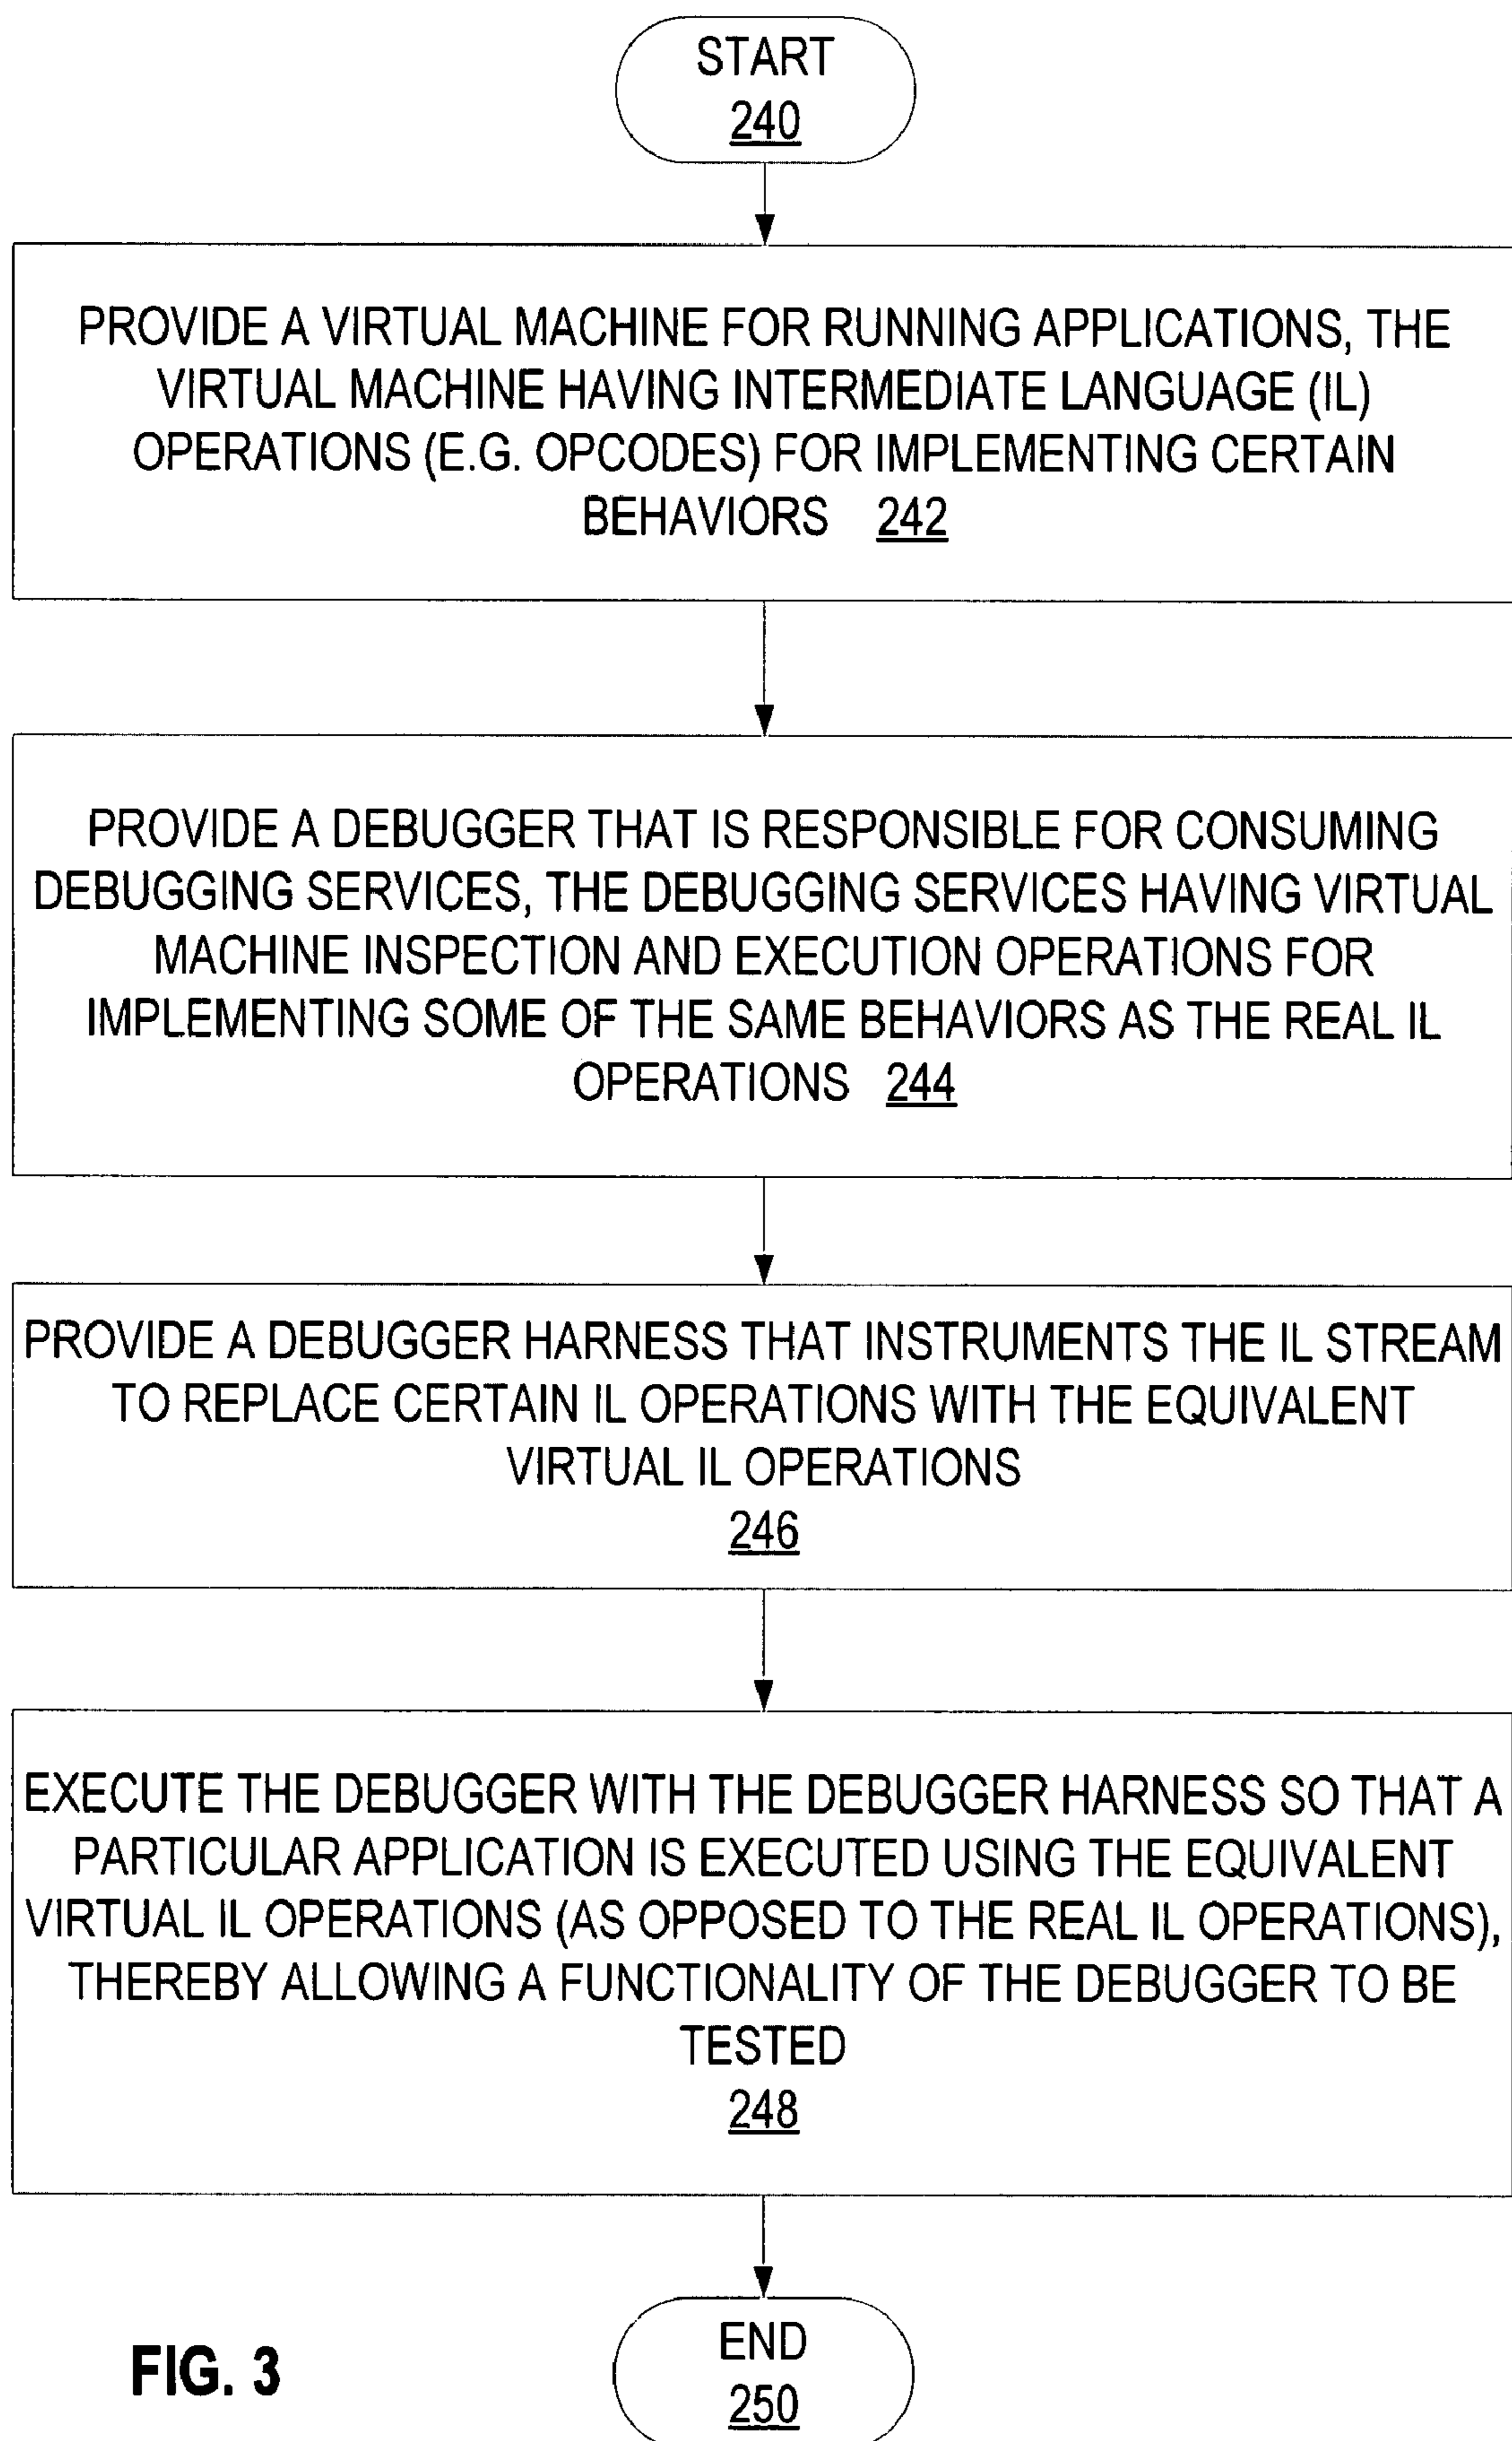 START
240
PROVIDE A VIRTUAL MACHINE FOR RUNNING APPLICATIONS, THE
VIRTUAL MACHINE HAVING INTERMEDIATE LANGUAGE (IL)
OPERATIONS (E.G. OPCODES) FOR IMPLEMENTING CERTAIN
BEHAVIORS 242
PROVIDE A DEBUGGER THAT IS RESPONSIBLE FOR CONSUMING
DEBUGGING SERVICES, THE DEBUGGING SERVICES HAVING VIRTUAL
MACHINE INSPECTION AND EXECUTION OPERATIONS FOR
IMPLEMENTING SOME OF THE SAME BEHAVIORS AS THE REAL IL
OPERATIONS 244
PROVIDE A DEBUGGER HARNESS THAT INSTRUMENTS THE IL STREAM
TO REPLACE CERTAIN IL OPERATIONS WITH THE EQUIVALENT
VIRTUAL IL OPERATIONS
246
EXECUTE THE DEBUGGER WITH THE DEBUGGER HARNESS SO THAT A
PARTICULAR APPLICATION IS EXECUTED USING THE EQUIVALENT
VIRTUAL IL OPERATIONS (AS OPPOSED TO THE REAL IL OPERATIONS),
THEREBY ALLOWING A FUNCTIONALITY OF THE DEBUGGER TO BE
TESTED
248
END
250
FIG. 3